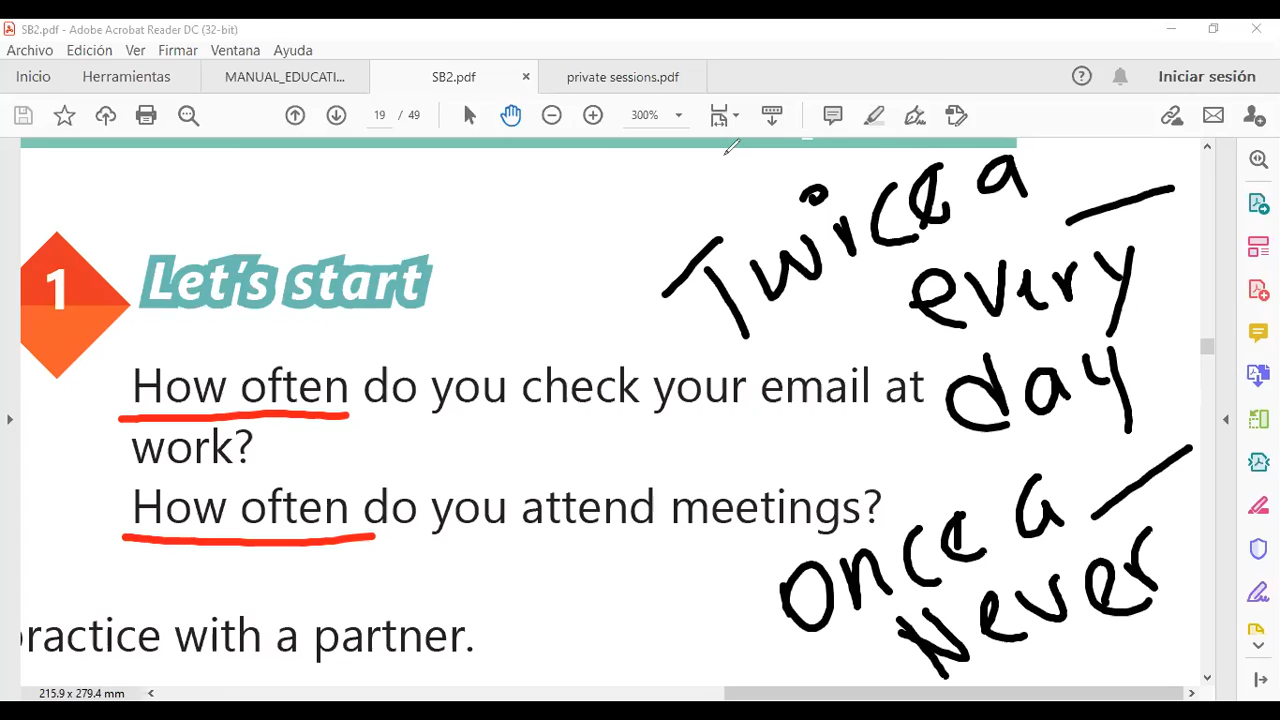 SB2.pdf - Adobe Acrobat Reader DC (32-bit)
Archivo Edición Ver Firmar Ventana Ayuda
Inicio Herramientas MANUAL_EDUCATI... SB2.pdf × private sessions.pdf Iniciar sesión
19 / 49 300%
1 Let's start
Twice a —
every
day
How often do you check your email at
work?
How often do you attend meetings?
once a —
Never
practice with a partner.
215.9 x 279.4 mm